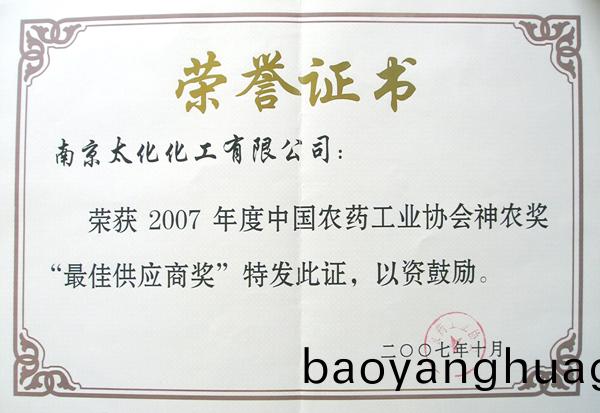 荣誉证书
南京太化化工有限公司：
荣获 2007 年度中国农药工业协会神农奖
“最佳供应商奖”特发此证，以资鼓励。
二〇〇七年十月
baoyanghuag